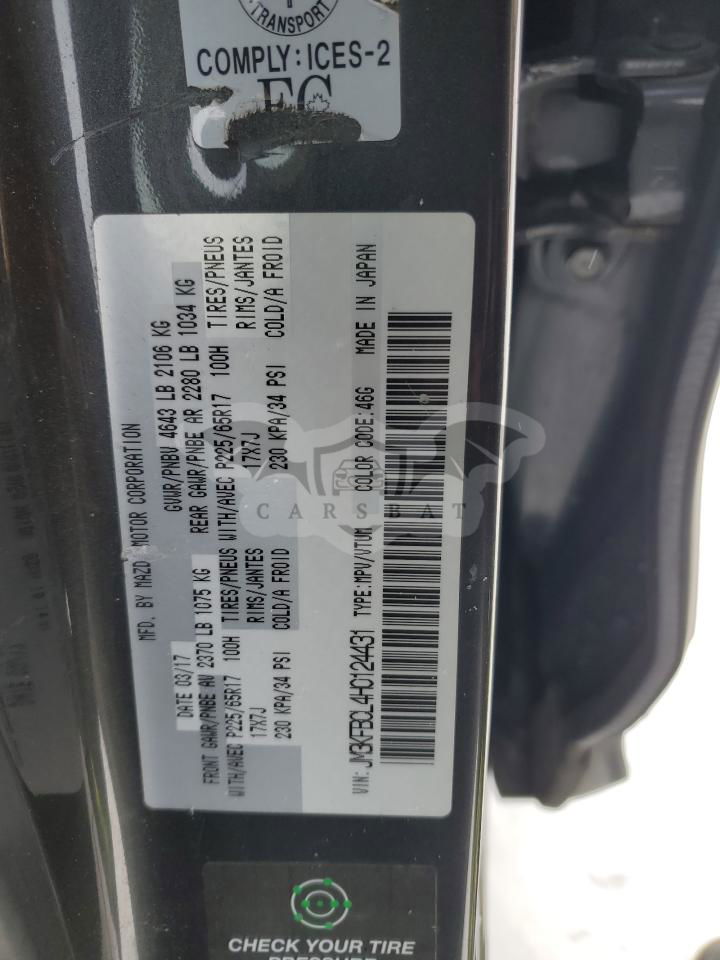 TRANSPORT
COMPLY: ICES-2
MFD. BY MAZD MOTOR CORPORATION
DATE 03/17 GVWR/PNBV 4643 LB 2106 KG
FRONT GAWR/PNBE AV 2370 LB 1075 KG REAR GAWR/PNBE AR 2280 LB 1034 KG
WITH/AVEC P225/65R17 100H TIRES/PNEUS WITH/AVEC P225/65R17 100H TIRES/PNEUS
17X7J RIMS/JANTES 17X7J RIMS/JANTES
230 KPA/34 PSI COLD/A FROID 230 KPA/34 PSI COLD/A FROID
VIN: JM3KFBCL4H0124431 TYPE:MPV/VTUM COLOR CODE:46G MADE IN JAPAN
CARSBAT
CHECK YOUR TIRE
PRESSURE